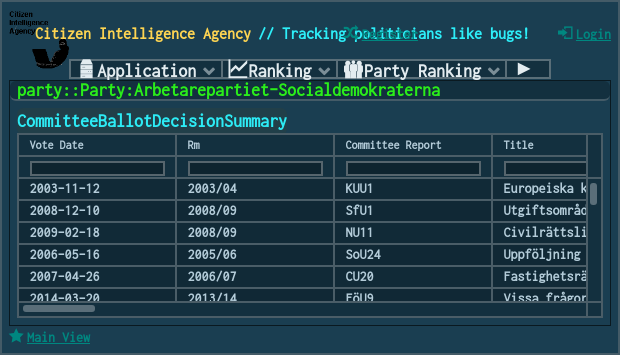 Citizen
Intelligence
Agency
Citizen Intelligence Agency // Tracking politicians like bugs!
Login
Application Ranking Party Ranking
party::Party:Arbetarepartiet-Socialdemokraterna
CommitteeBallotDecisionSummary
Vote Date Rm Committee Report Title
2003-11-12 2003/04 KUU1 Europeiska k
2008-12-10 2008/09 SfU1 Utgiftsområd
2009-02-18 2008/09 NU11 Civilrättsli
2006-05-16 2005/06 SoU24 Uppföljning
2007-04-26 2006/07 CU20 Fastighetsrä
2014-03-20 2013/14 FöU9 Vissa frågor
Main View